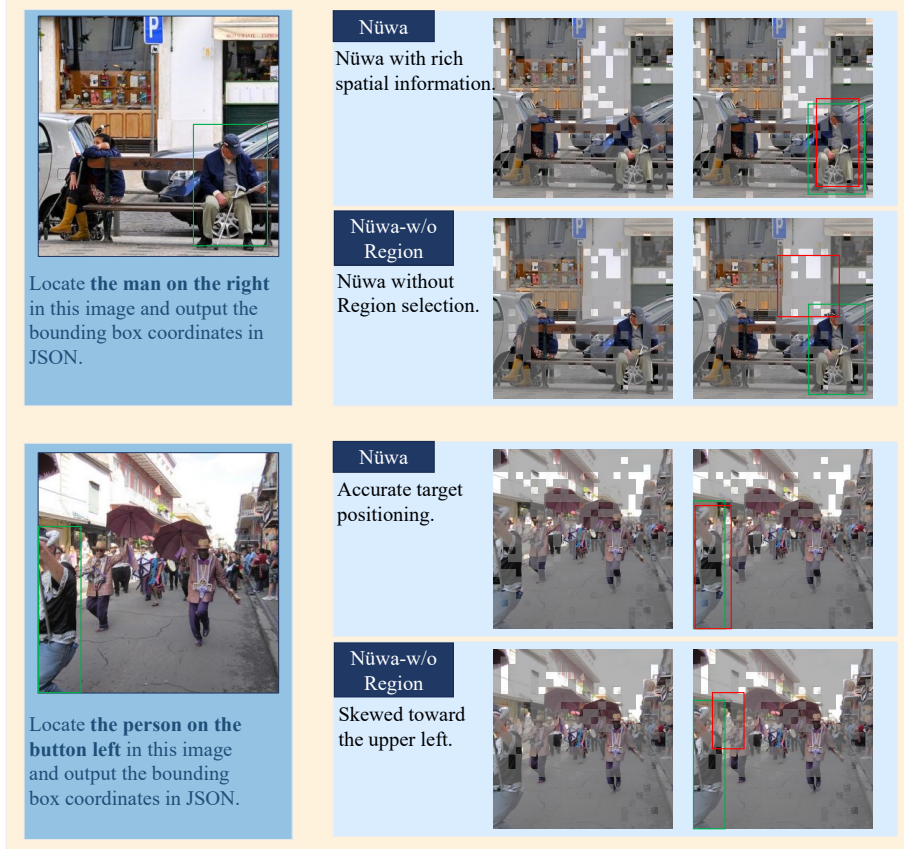 P
Locate the man on the right
in this image and output the
bounding box coordinates in
JSON.
Nüwa
Nüwa with rich
spatial information.
P
P
Nüwa-w/o
Region
Nüwa without
Region selection.
P
P
Locate the person on the
button left in this image
and output the bounding
box coordinates in JSON.
Nüwa
Accurate target
positioning.
Nüwa-w/o
Region
Skewed toward
the upper left.